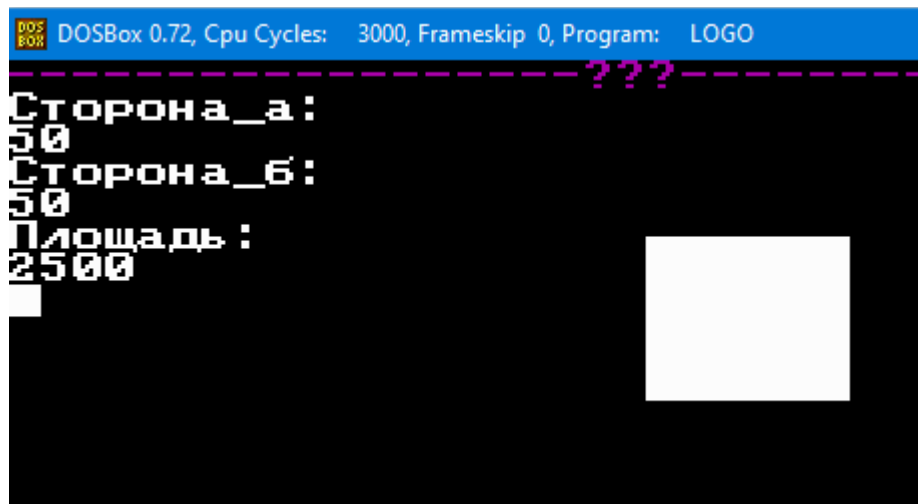 DOSBox 0.72, Cpu Cycles: 3000, Frameskip 0, Program: LOGO
???
Сторона_а:
50
Сторона_б:
50
Площадь:
2500